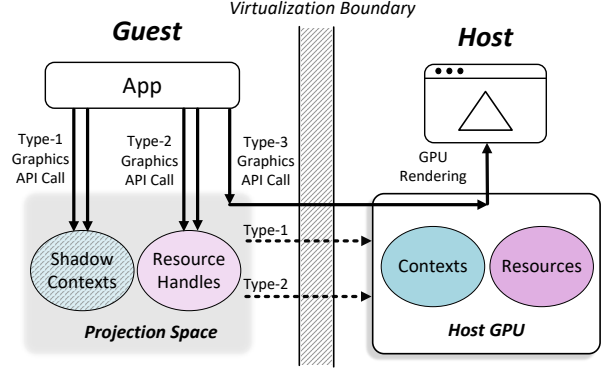 Virtualization Boundary
Guest
Host
App
Type-1
Graphics
API Call
Type-2
Graphics
API Call
Type-3
Graphics
API Call
GPU
Rendering
Shadow
Contexts
Resource
Handles
Type-1
Type-2
Contexts
Resources
Projection Space
Host GPU